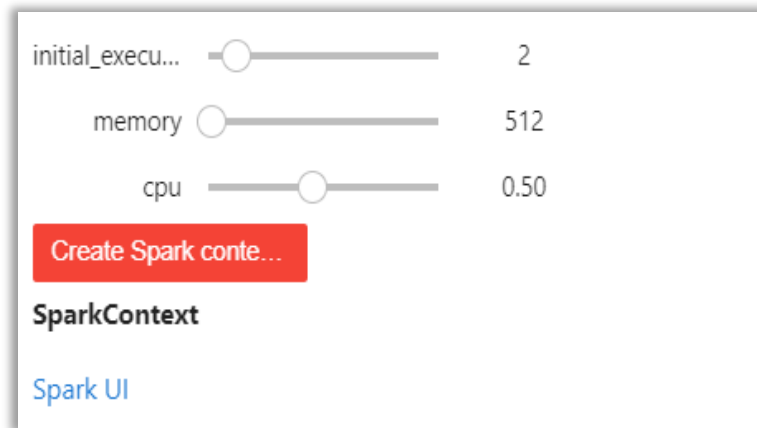 initial_execu... 2
memory 512
cpu 0.50
Create Spark conte...
SparkContext
Spark UI